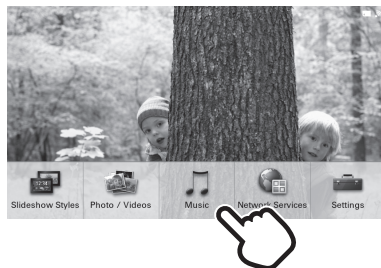 Slideshow Styles
Photo / Videos
Music
Network Services
Settings